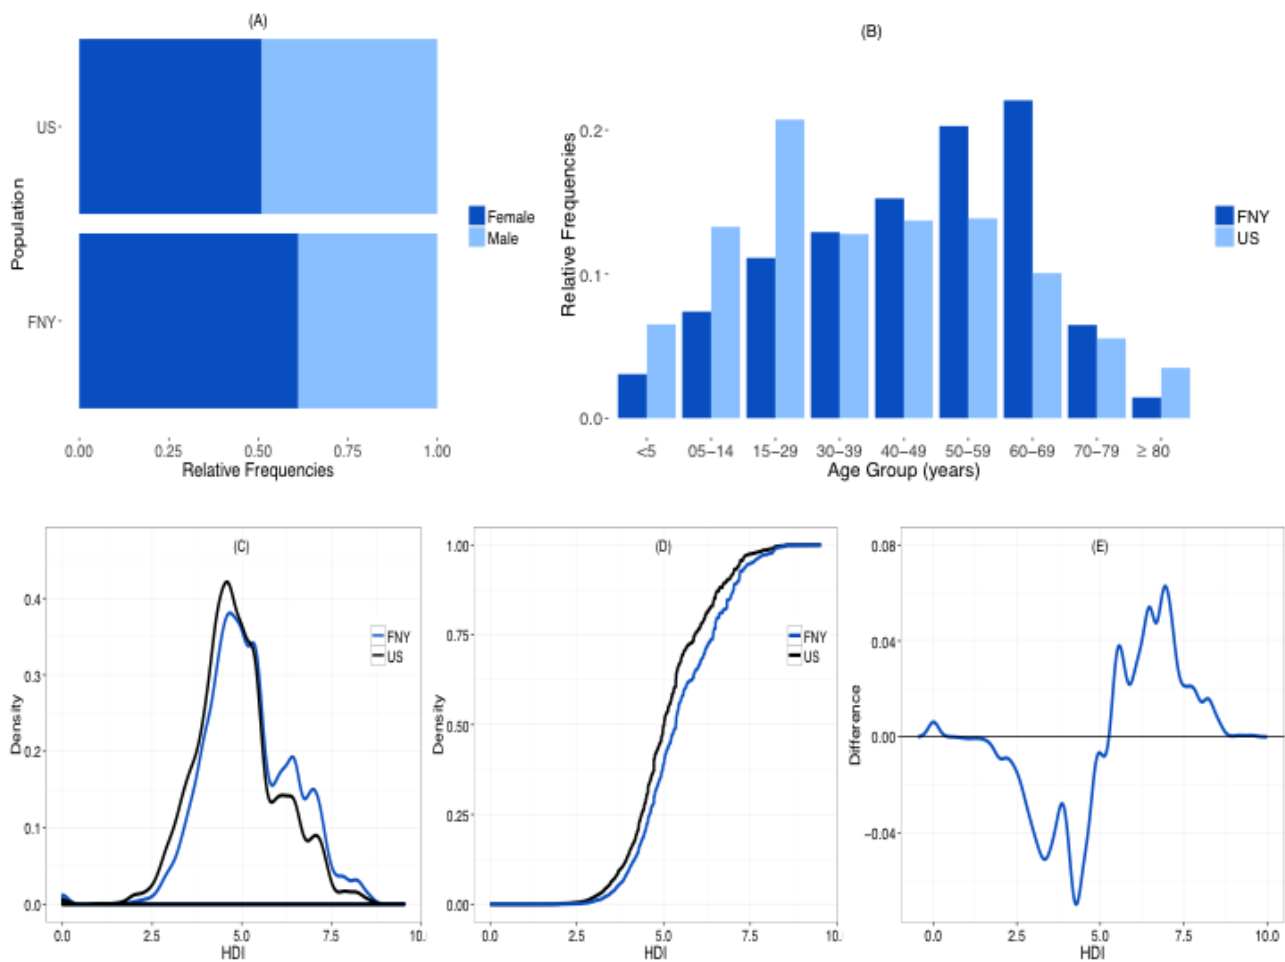 (A)
Population
US
FNY
0.00 0.25 0.50 0.75 1.00
Relative Frequencies
Female
Male
(B)
Relative Frequencies
0.2
0.1
0.0
<5 05-14 15-29 30-39 40-49 50-59 60-69 70-79 ≥ 80
Age Group (years)
FNY
US
(C)
Density
0.4
0.3
0.2
0.1
0.0
0.0 2.5 5.0 7.5 10.
HDI
FNY
US
(D)
Density
1.00
0.75
0.50
0.25
0.00
0.0 2.5 5.0 7.5 10.
HDI
FNY
US
(E)
Difference
0.08
0.04
0.00
-0.04
0.0 2.5 5.0 7.5 10.0
HDI